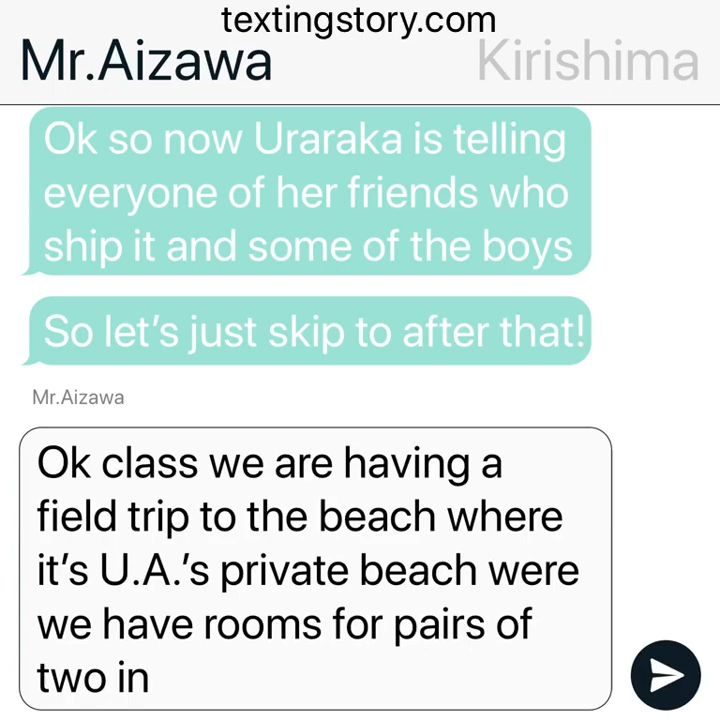 textingstory.com
Mr.Aizawa Kirishima
Ok so now Uraraka is telling
everyone of her friends who
ship it and some of the boys
So let’s just skip to after that!
Mr.Aizawa
Ok class we are having a
field trip to the beach where
it’s U.A.’s private beach were
we have rooms for pairs of
two in